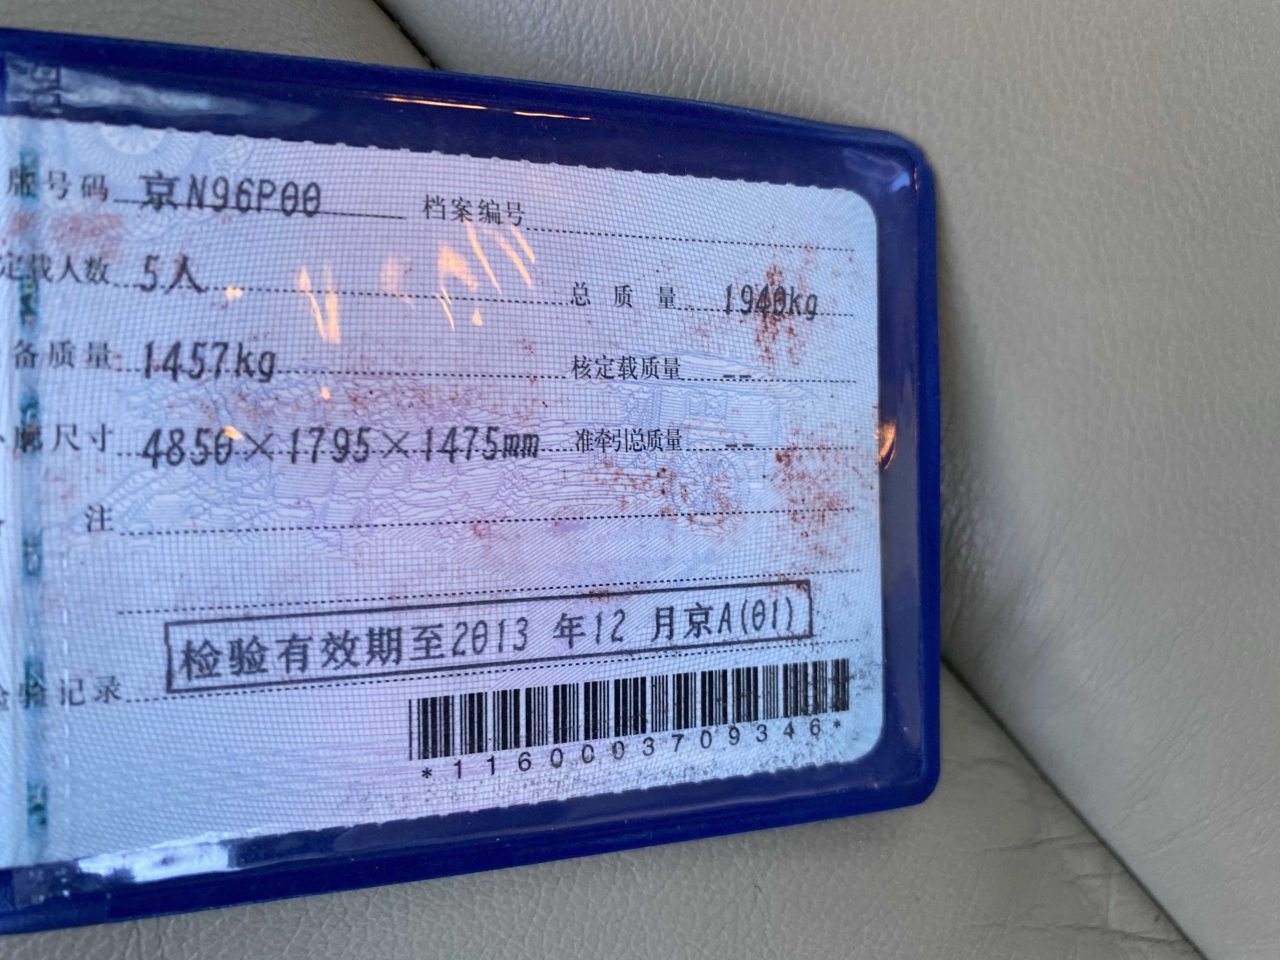 牌号码 京N96P00 档案编号
定载人数 5人 总质量 1940kg
备质量 1457kg 核定载质量 --
廓尺寸 4850×1795×1475mm 准牵引总质量 --
注
检验有效期至2013 年12 月京A(01)
检验记录
*1160003709346*